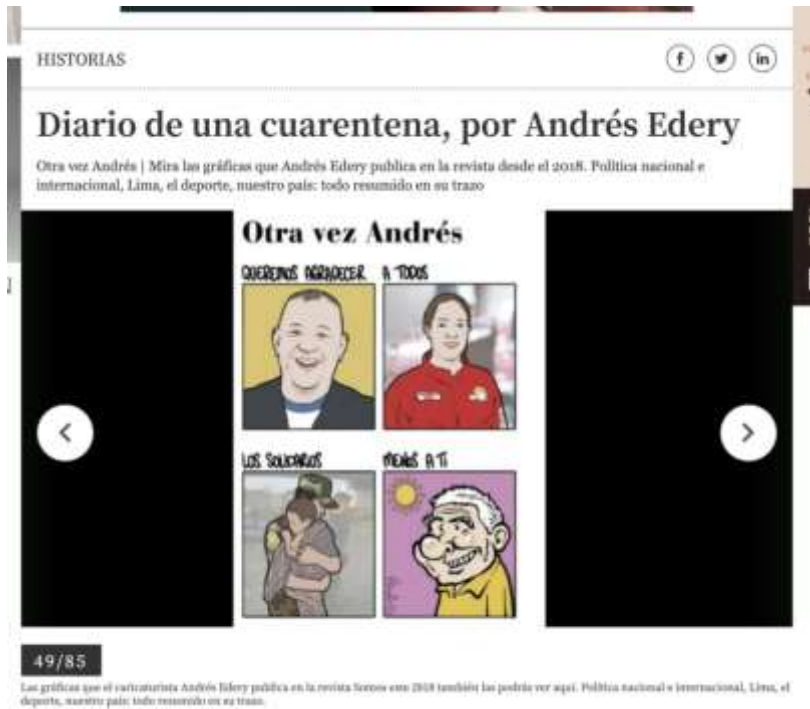 HISTORIAS
Diario de una cuarentena, por Andrés Edery
Otra vez Andrés | Mira las gráficas que Andrés Edery publica en la revista desde el 2018. Política nacional e
internacional, Lima, el deporte, nuestro país: todo resumido en su trazo
Otra vez Andrés
QUEREMOS AGRADECER A TODOS
LOS SOLIDARIOS MENOS A TI
49/85
Las gráficas que el caricaturista Andrés Edery publica en la revista Somos este 2018 también las podrás ver aquí. Política nacional e internacional, Lima, el
deporte, nuestro país: todo resumido en su trazo.